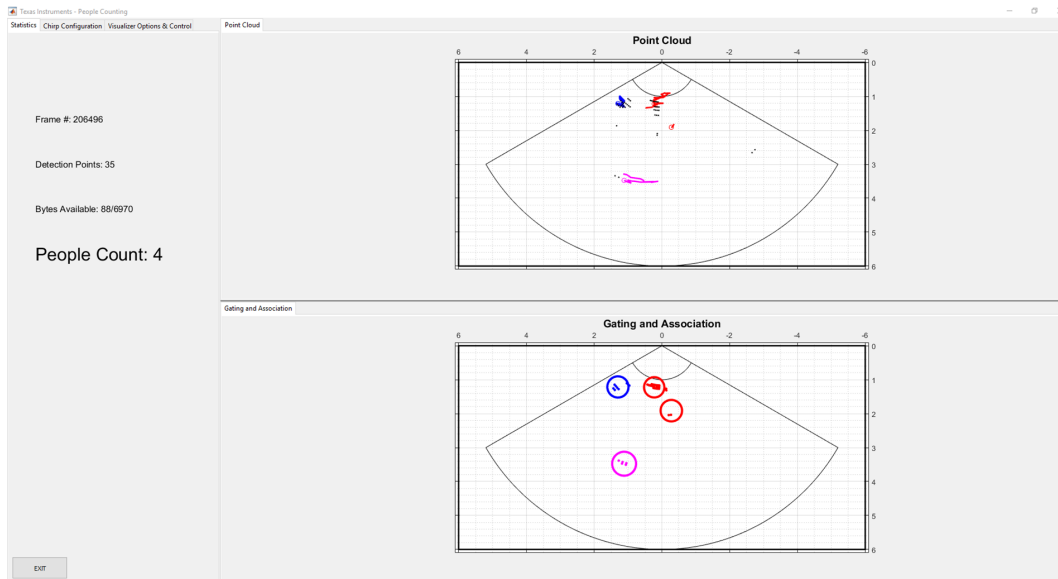 Texas Instruments - People Counting
Statistics Chirp Configuration Visualizer Options & Control
Point Cloud
Frame #: 206496
Detection Points: 35
Bytes Available: 88/6970
People Count: 4
EXIT
Point Cloud
6 4 2 0 -2 -4 -6
0
1
2
3
4
5
6
Gating and Association
Gating and Association
6 4 2 0 -2 -4 -6
0
1
2
3
4
5
6